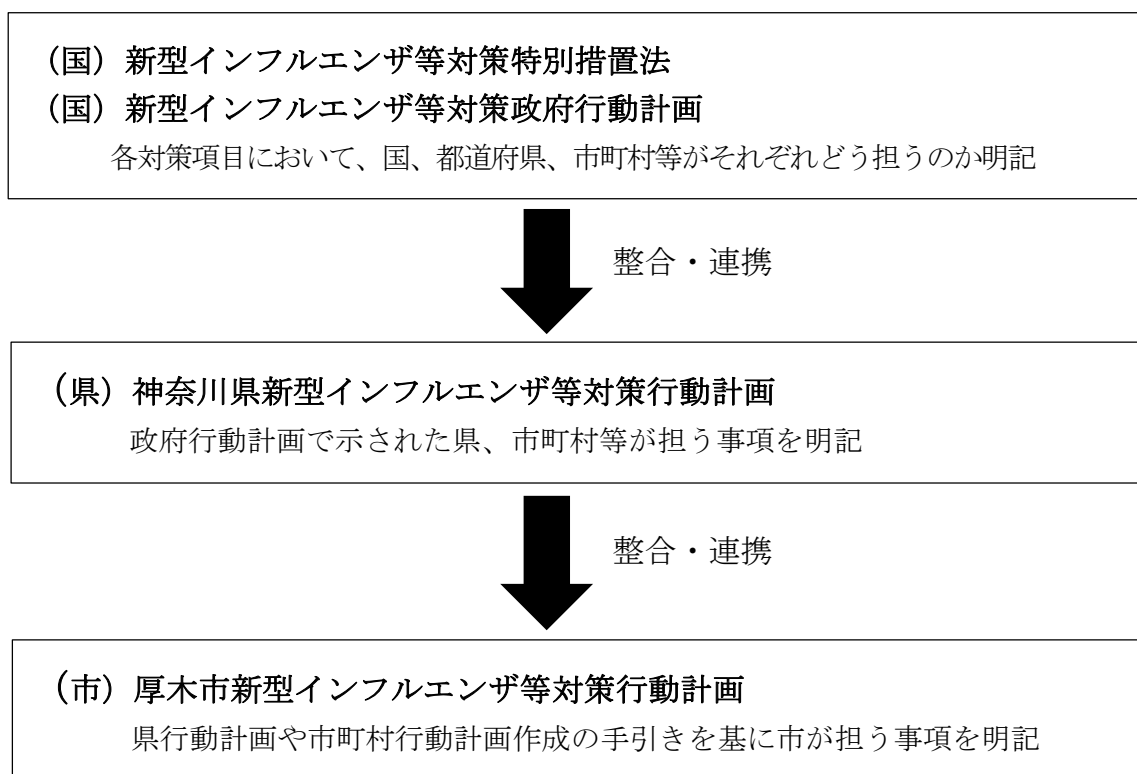 （国）新型インフルエンザ等対策特別措置法
（国）新型インフルエンザ等対策政府行動計画
各対策項目において、国、都道府県、市町村等がそれぞれどう担うのか明記
整合・連携
（県）神奈川県新型インフルエンザ等対策行動計画
政府行動計画で示された県、市町村等が担う事項を明記
整合・連携
（市）厚木市新型インフルエンザ等対策行動計画
県行動計画や市町村行動計画作成の手引きを基に市が担う事項を明記